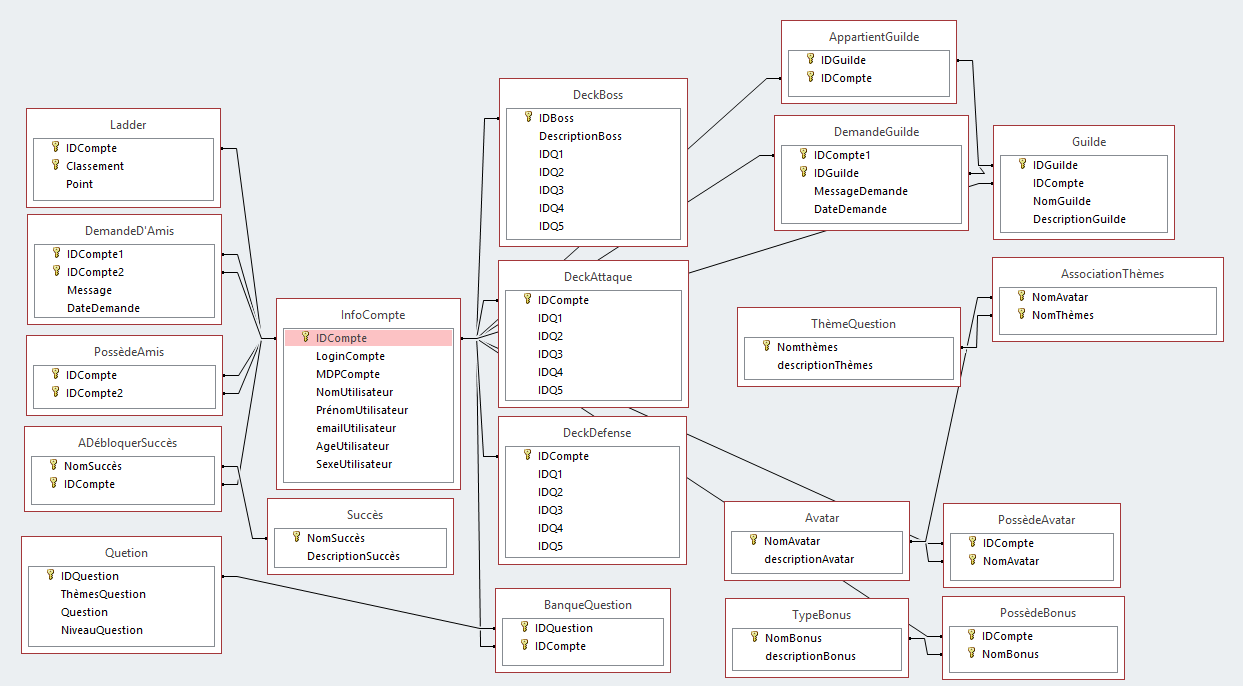 Ladder
IDCompte
Classement
Point
DemandeD'Amis
IDCompte1
IDCompte2
Message
DateDemande
PossèdeAmis
IDCompte
IDCompte2
ADébloquerSuccès
NomSuccès
IDCompte
Quetion
IDQuestion
ThèmesQuestion
Question
NiveauQuestion
InfoCompte
IDCompte
LoginCompte
MDPCompte
NomUtilisateur
PrénomUtilisateur
emailUtilisateur
AgeUtilisateur
SexeUtilisateur
Succès
NomSuccès
DescriptionSuccès
DeckBoss
IDBoss
DescriptionBoss
IDQ1
IDQ2
IDQ3
IDQ4
IDQ5
DeckAttaque
IDCompte
IDQ1
IDQ2
IDQ3
IDQ4
IDQ5
DeckDefense
IDCompte
IDQ1
IDQ2
IDQ3
IDQ4
IDQ5
BanqueQuestion
IDQuestion
IDCompte
AppartientGuilde
IDGuilde
IDCompte
DemandeGuilde
IDCompte1
IDGuilde
MessageDemande
DateDemande
Guilde
IDGuilde
IDCompte
NomGuilde
DescriptionGuilde
AssociationThèmes
NomAvatar
NomThèmes
ThèmeQuestion
Nomthèmes
descriptionThèmes
Avatar
NomAvatar
descriptionAvatar
PossèdeAvatar
IDCompte
NomAvatar
TypeBonus
NomBonus
descriptionBonus
PossèdeBonus
IDCompte
NomBonus